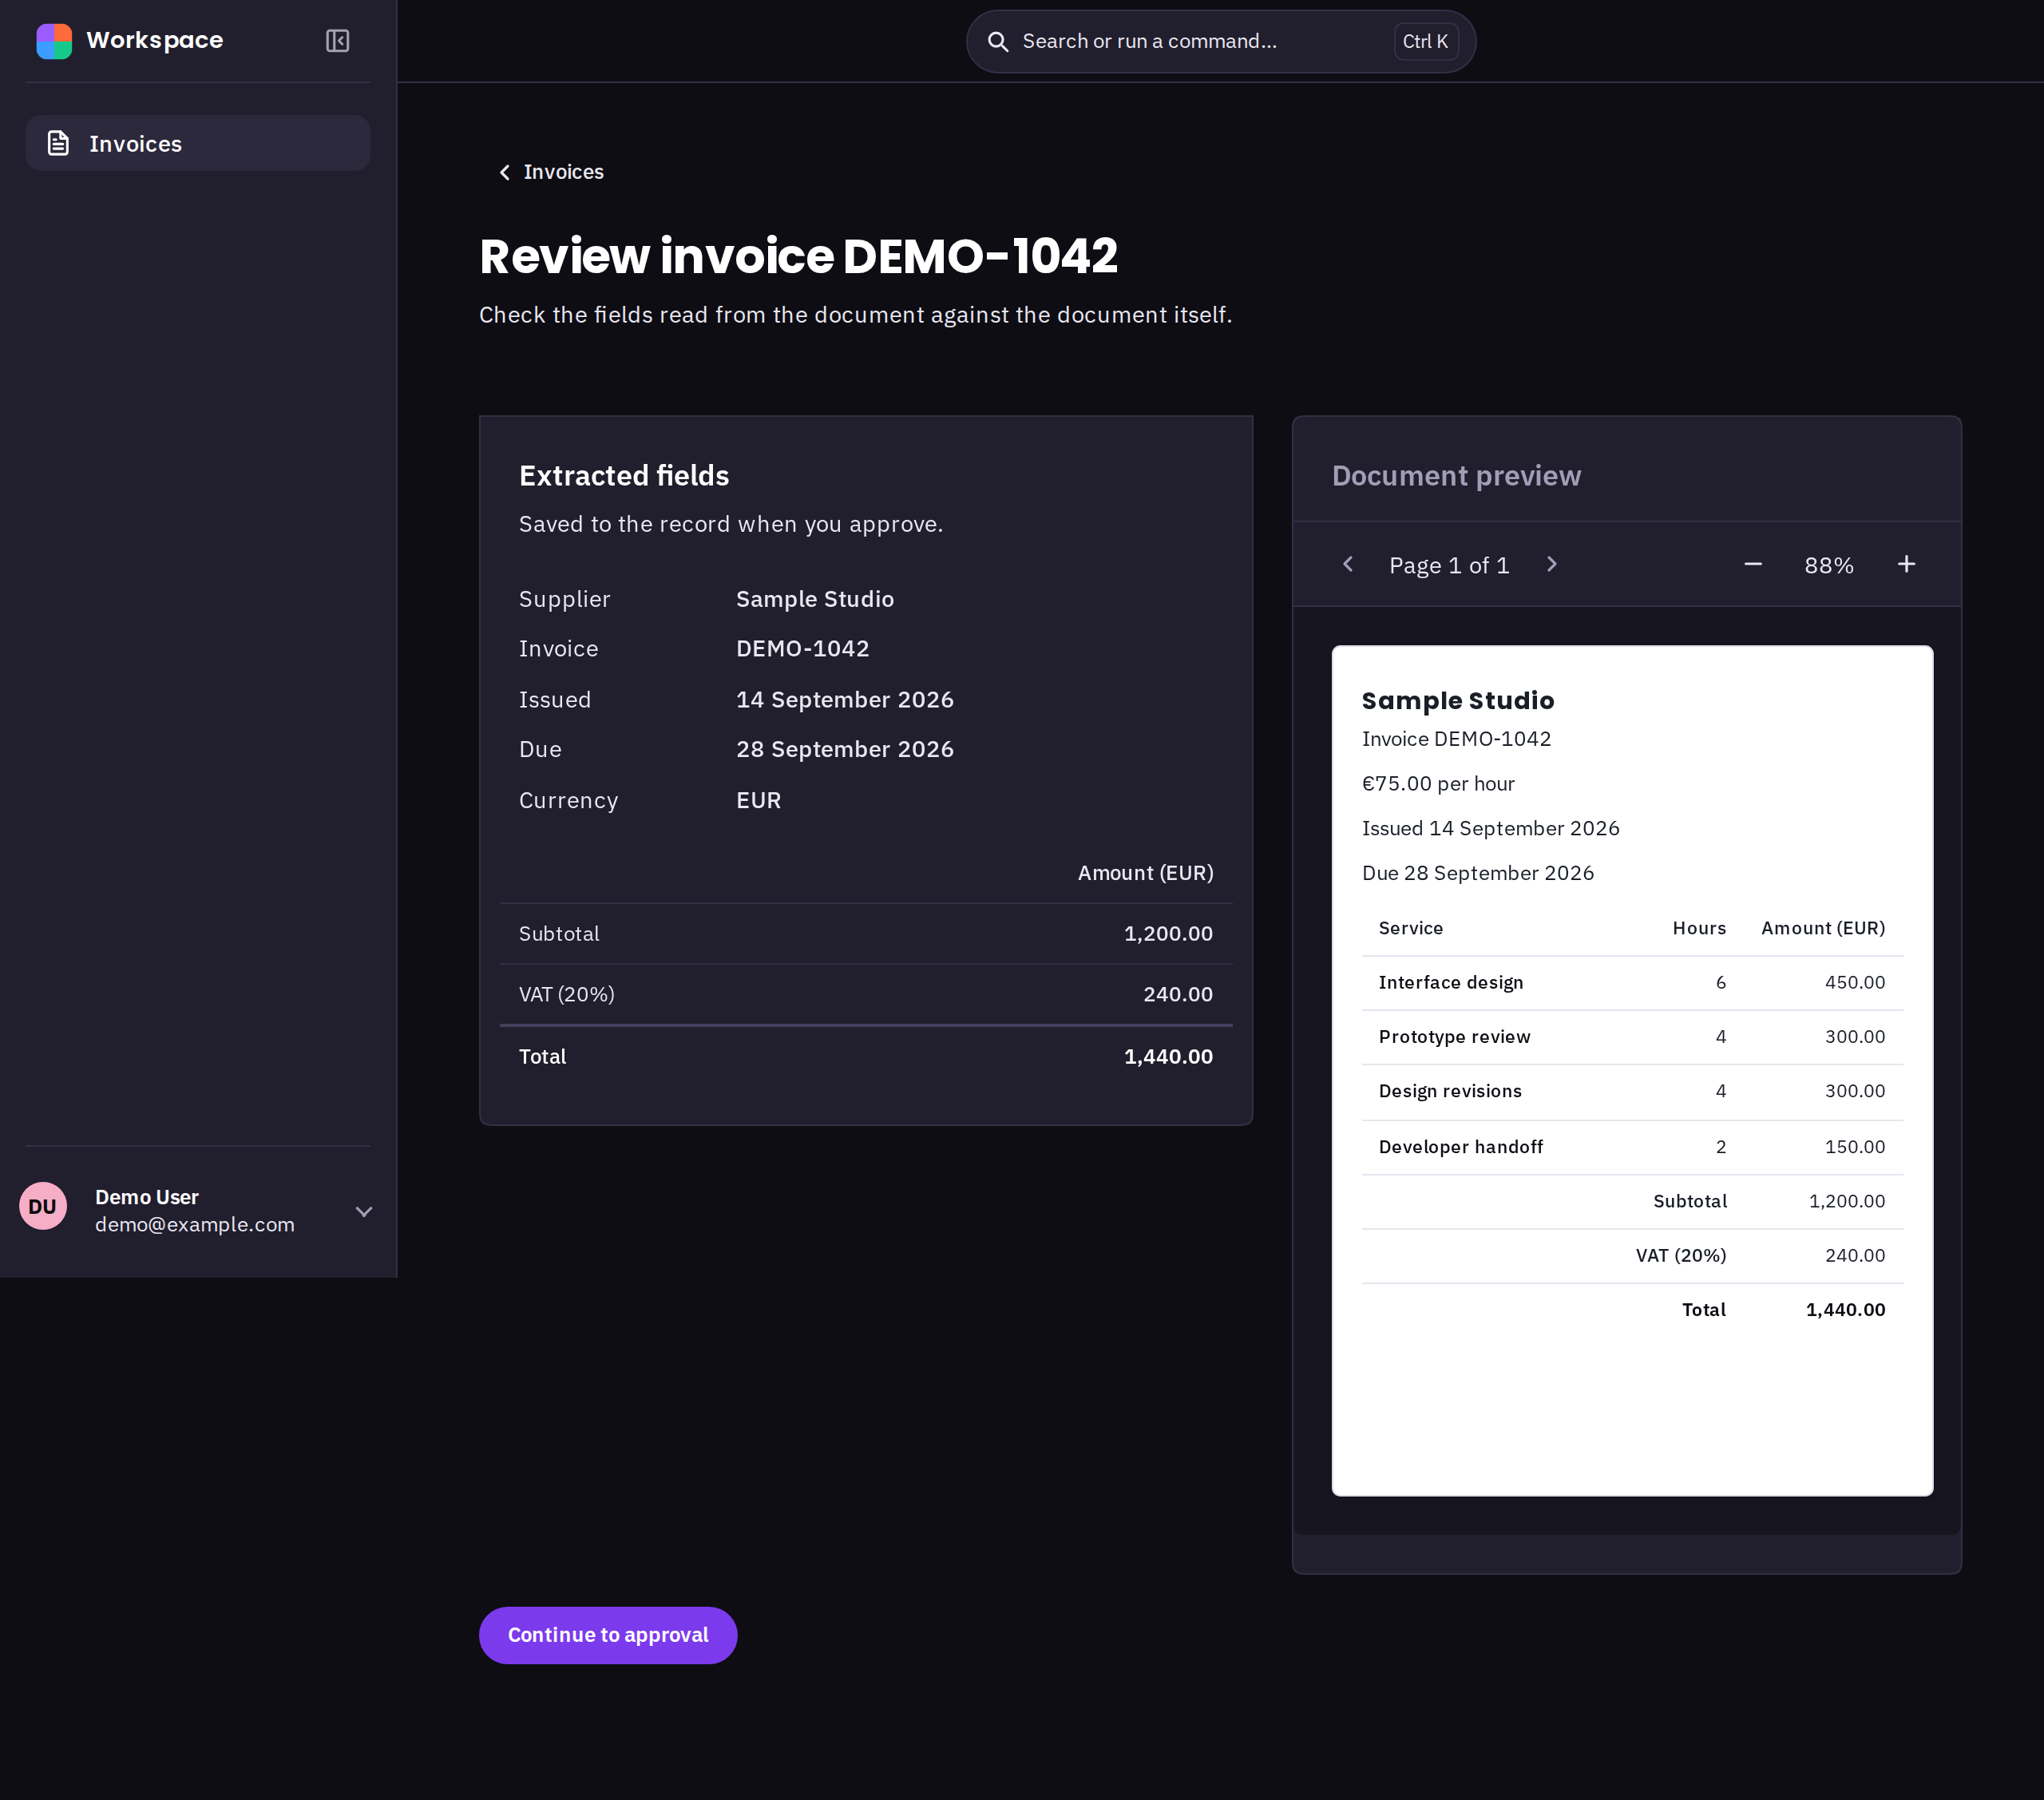 Workspace
Search or run a command...
Ctrl K
Invoices
Invoices
Review invoice DEMO-1042
Check the fields read from the document against the document itself.
Extracted fields
Saved to the record when you approve.
Supplier Sample Studio
Invoice DEMO-1042
Issued 14 September 2026
Due 28 September 2026
Currency EUR
Amount (EUR)
Subtotal 1,200.00
VAT (20%) 240.00
Total 1,440.00
Document preview
Page 1 of 1
88%
Sample Studio
Invoice DEMO-1042
€75.00 per hour
Issued 14 September 2026
Due 28 September 2026
Service Hours Amount (EUR)
Interface design 6 450.00
Prototype review 4 300.00
Design revisions 4 300.00
Developer handoff 2 150.00
Subtotal 1,200.00
VAT (20%) 240.00
Total 1,440.00
DU
Demo User
demo@example.com
Continue to approval